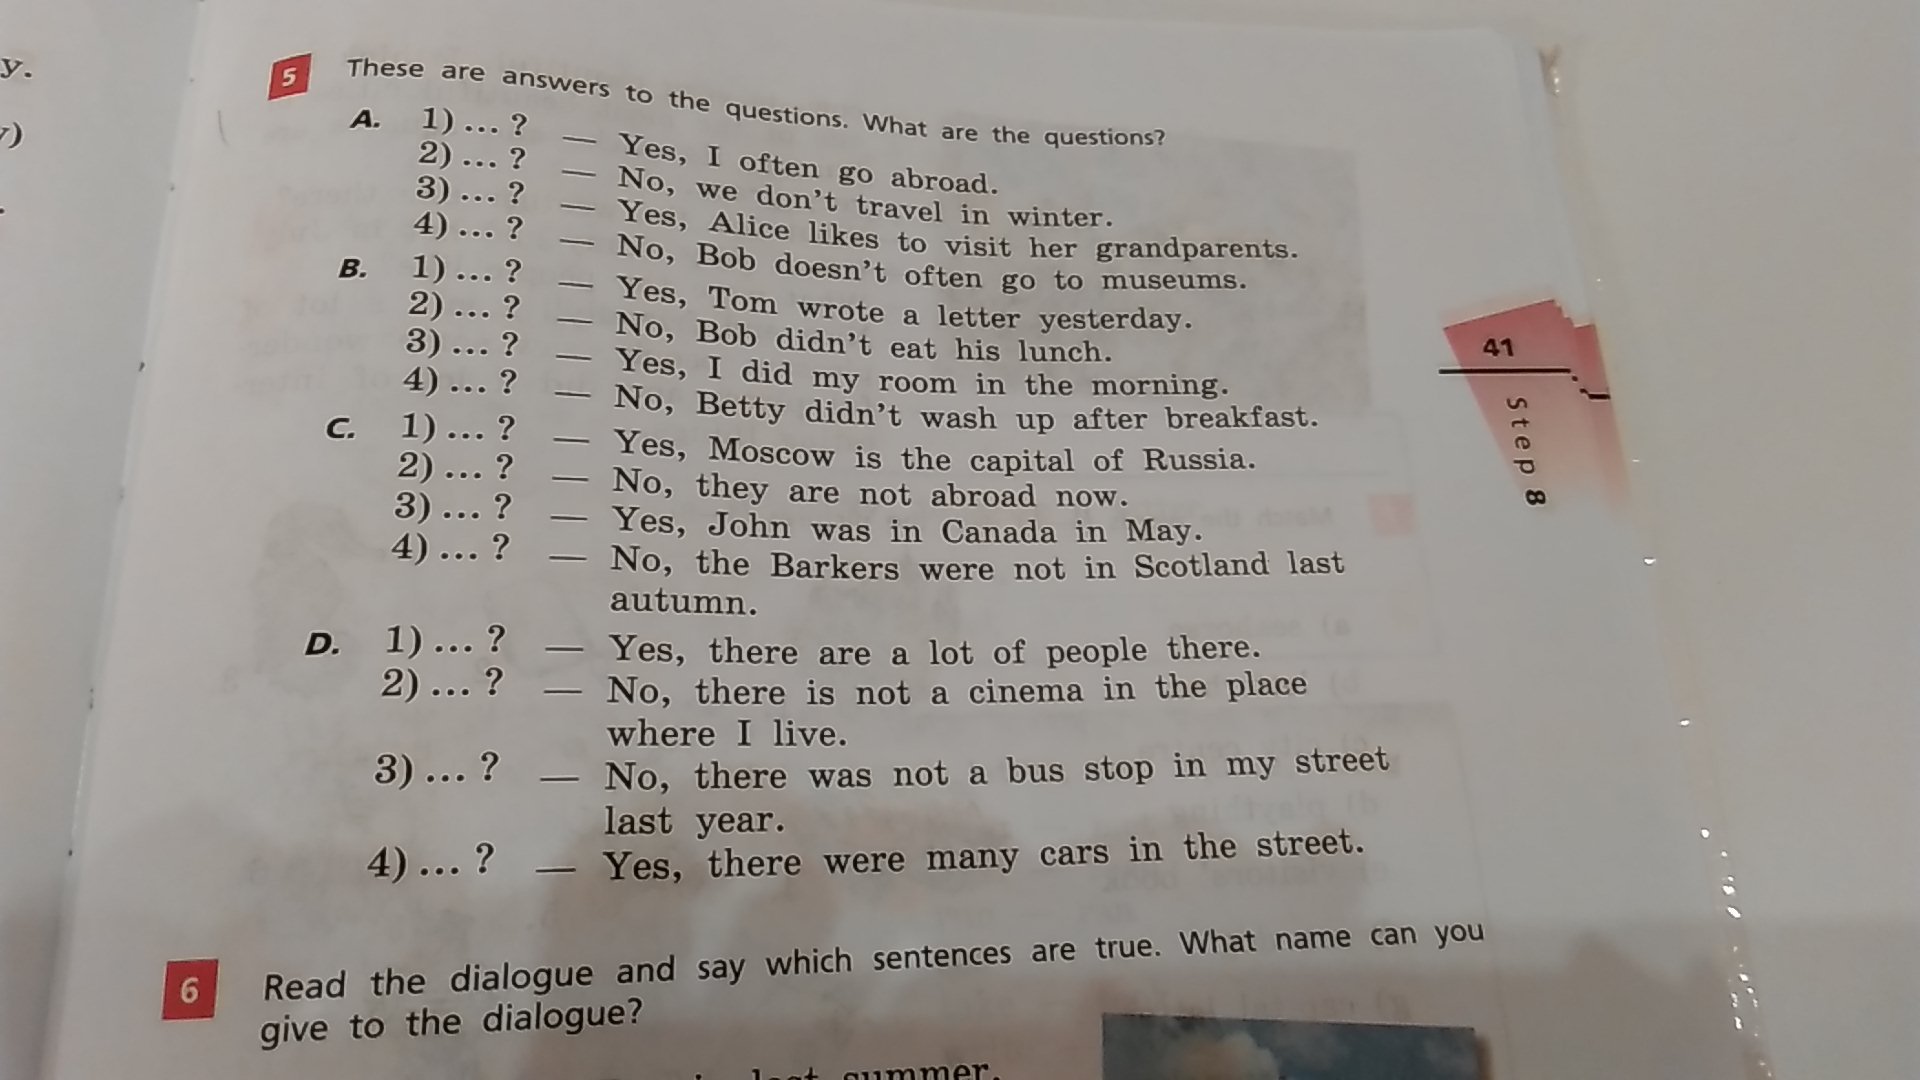 y.
5 These are answers to the questions. What are the questions?
A. 1) ... ? — Yes, I often go abroad.
2) ... ? — No, we don't travel in winter.
3) ... ? — Yes, Alice likes to visit her grandparents.
4) ... ? — No, Bob doesn't often go to museums.
B. 1) ... ? — Yes, Tom wrote a letter yesterday.
2) ... ? — No, Bob didn't eat his lunch.
3) ... ? — Yes, I did my room in the morning.
4) ... ? — No, Betty didn't wash up after breakfast.
C. 1) ... ? — Yes, Moscow is the capital of Russia.
2) ... ? — No, they are not abroad now.
3) ... ? — Yes, John was in Canada in May.
4) ... ? — No, the Barkers were not in Scotland last
autumn.
D. 1) ... ? — Yes, there are a lot of people there.
2) ... ? — No, there is not a cinema in the place
where I live.
3) ... ? — No, there was not a bus stop in my street
last year.
4) ... ? — Yes, there were many cars in the street.
41
Step 8
6 Read the dialogue and say which sentences are true. What name can you
give to the dialogue?
last summer.